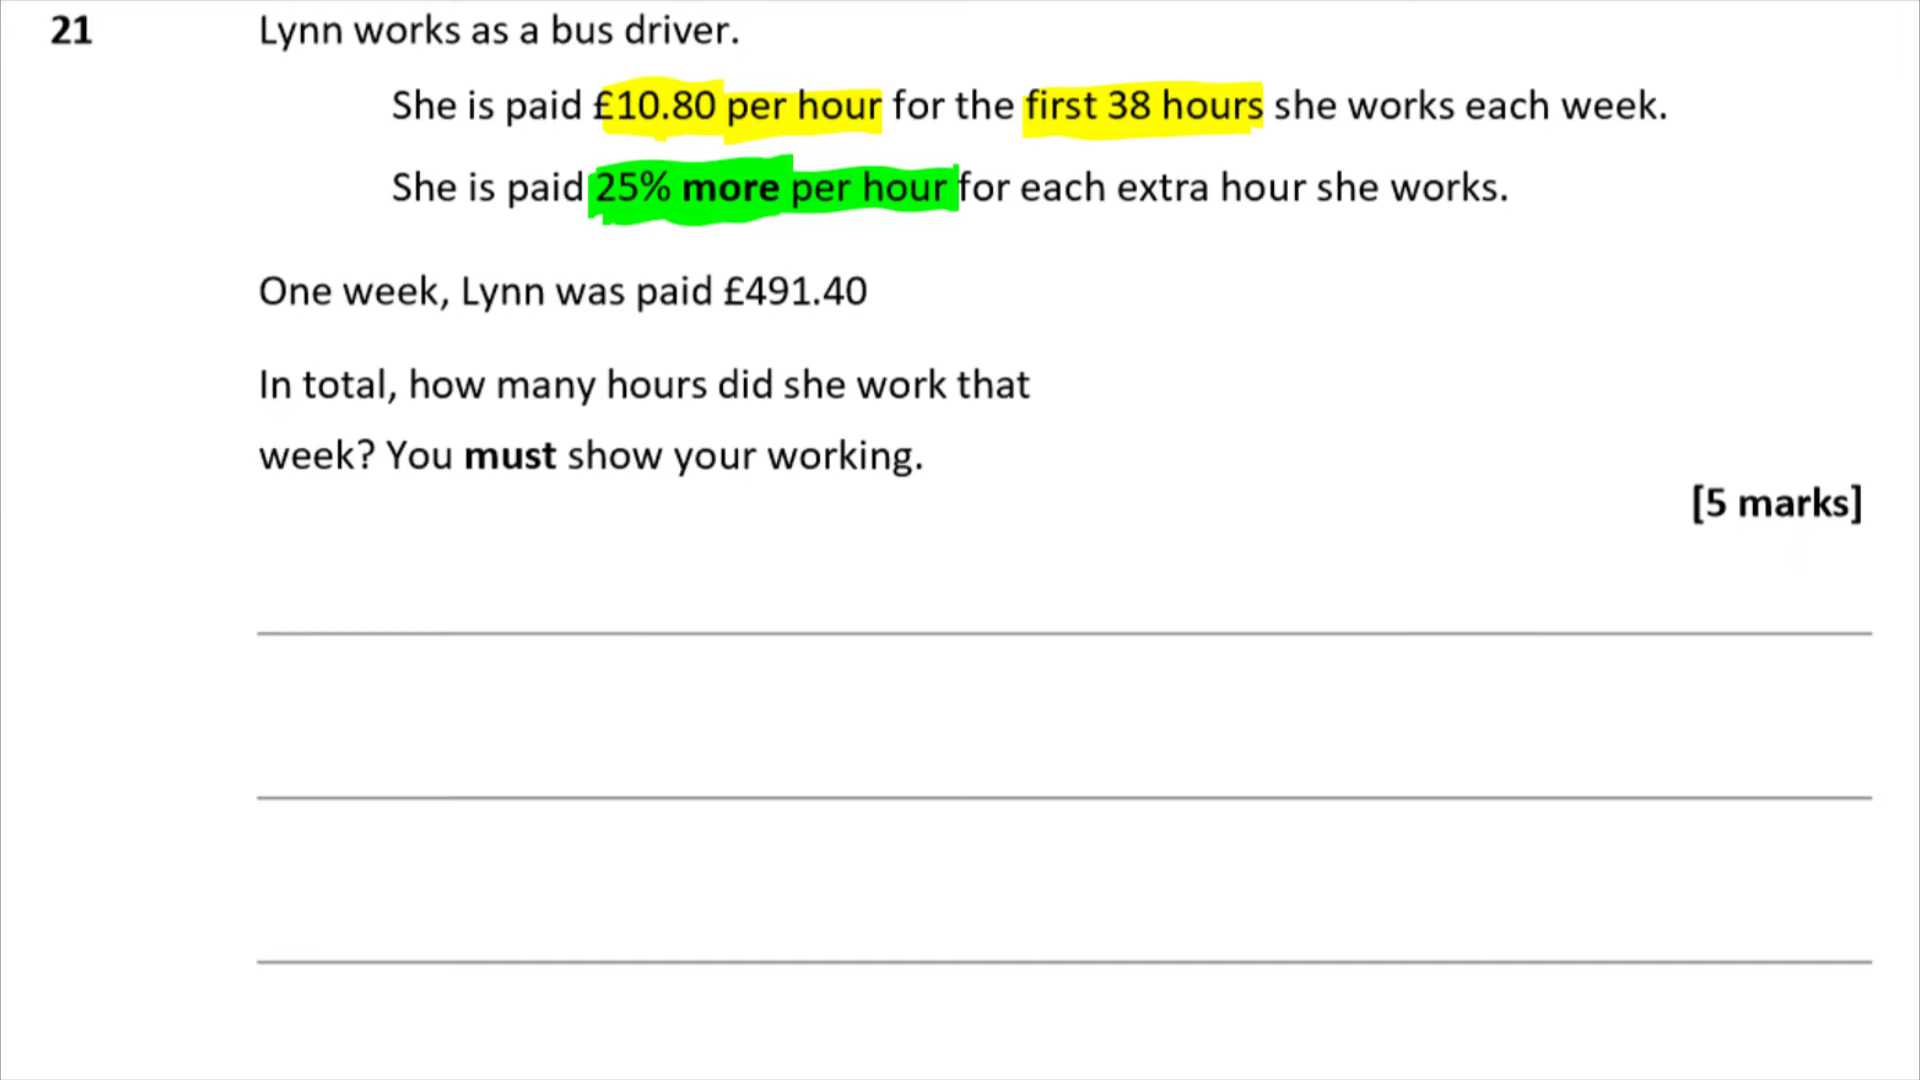 21 Lynn works as a bus driver.
She is paid £10.80 per hour for the first 38 hours she works each week.
She is paid 25% more per hour for each extra hour she works.
One week, Lynn was paid £491.40
In total, how many hours did she work that
week? You must show your working.
[5 marks]